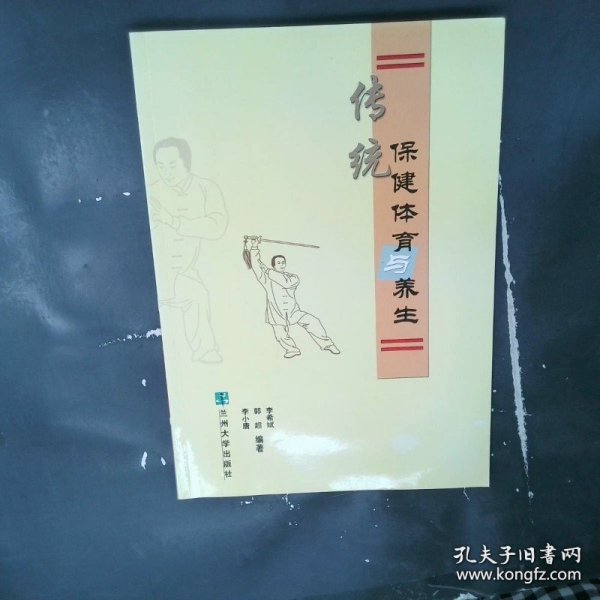 传统
保健体育与养生
李希斌
郭超 编著
李小唐
兰州大学出版社
孔夫子旧书网
www.kongfz.com